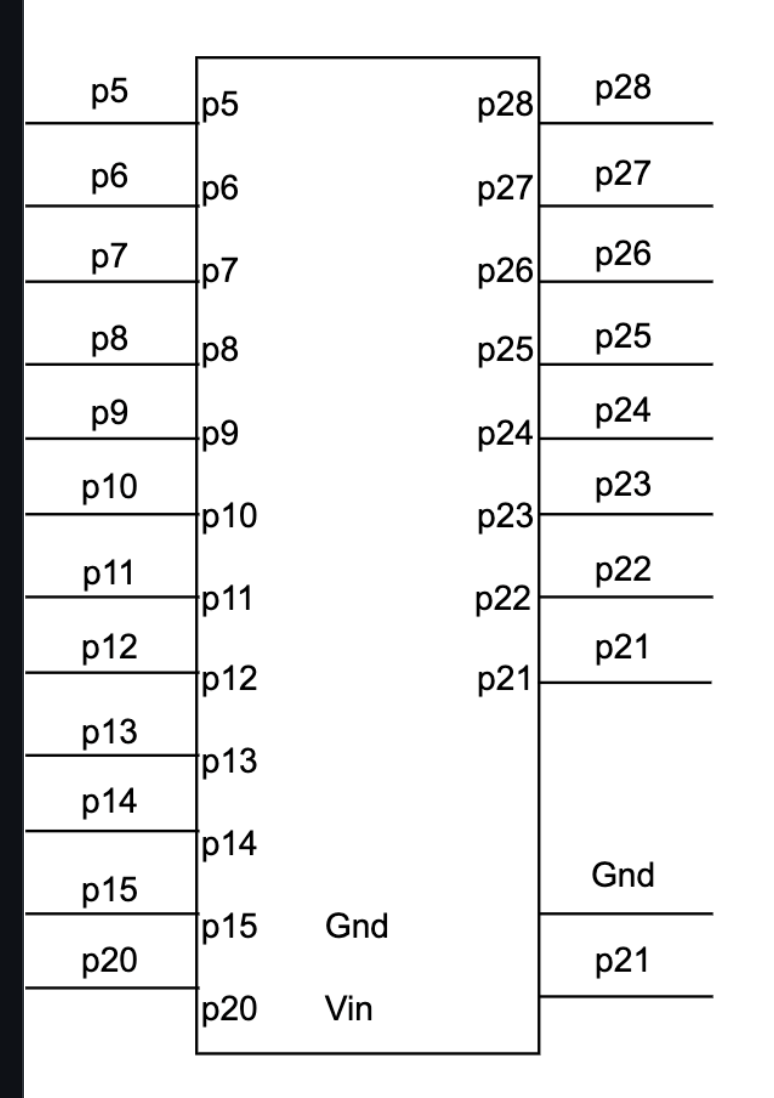 p5 p5 p28 p28
p6 p6 p27 p27
p7 p7 p26 p26
p8 p8 p25 p25
p9 p9 p24 p24
p10 p10 p23 p23
p11 p11 p22 p22
p12 p12 p21 p21
p13 p13
p14 p14
p15 p15 Gnd Gnd
p20 p20 Vin p21